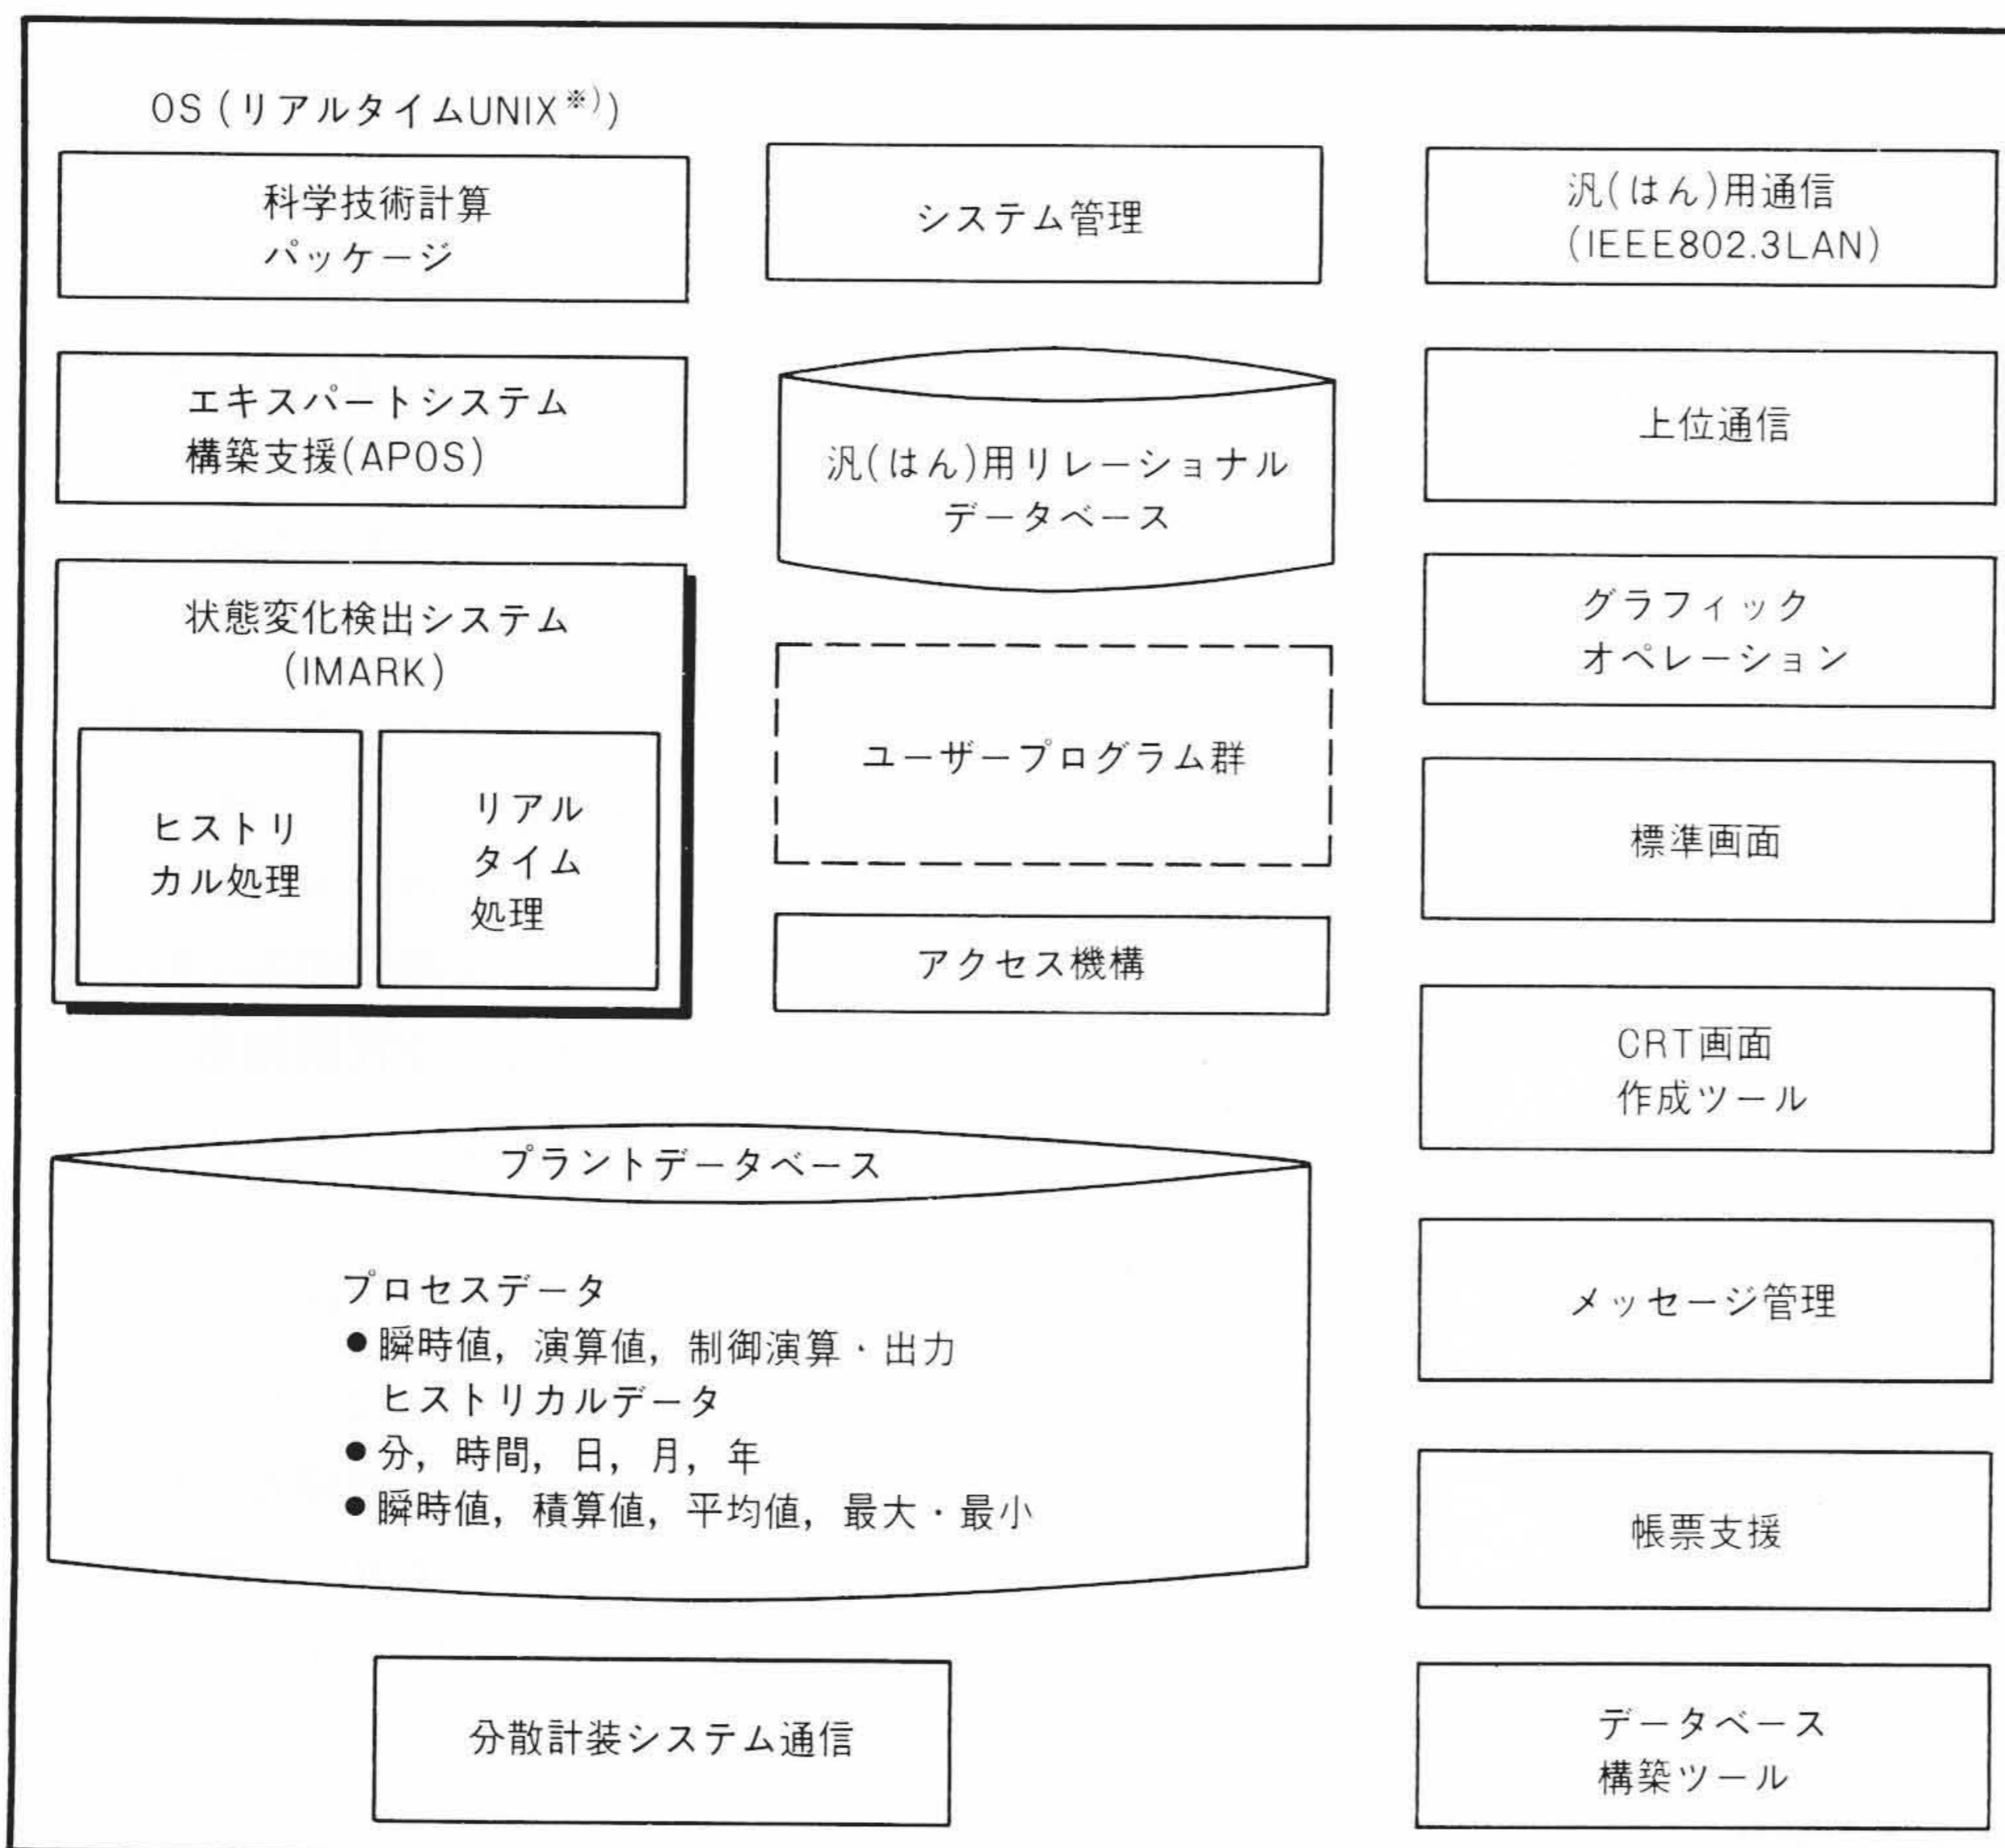 OS(リアルタイムUNIX※))
科学技術計算
パッケージ
システム管理
汎(はん)用通信
(IEEE802.3LAN)
エキスパートシステム
構築支援(APOS)
汎(はん)用リレーショナル
データベース
上位通信
状態変化検出システム
(IMARK)
ヒストリ
カル処理
リアル
タイム
処理
ユーザープログラム群
アクセス機構
グラフィック
オペレーション
標準画面
CRT画面
作成ツール
プラントデータベース
プロセスデータ
●瞬時値,演算値,制御演算・出力
ヒストリカルデータ
●分,時間,日,月,年
●瞬時値,積算値,平均値,最大・最小
メッセージ管理
帳票支援
分散計装システム通信
データベース
構築ツール